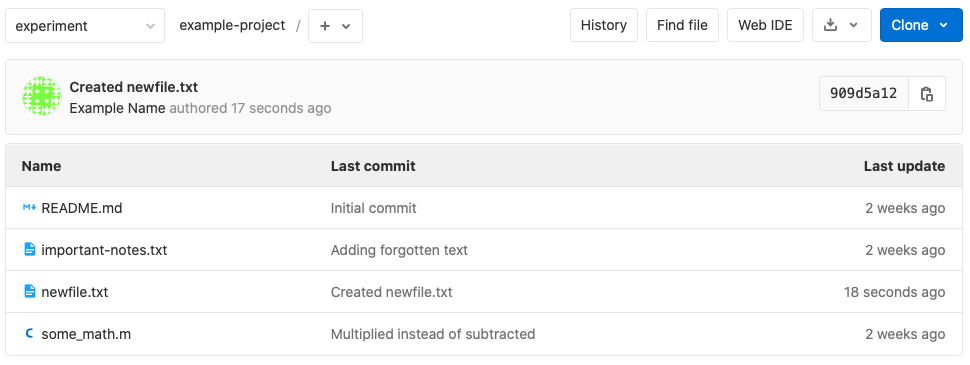 experiment example-project / + History Find file Web IDE Clone
Created newfile.txt
Example Name authored 17 seconds ago
909d5a12
Name Last commit Last update
README.md Initial commit 2 weeks ago
important-notes.txt Adding forgotten text 2 weeks ago
newfile.txt Created newfile.txt 18 seconds ago
C some_math.m Multiplied instead of subtracted 2 weeks ago